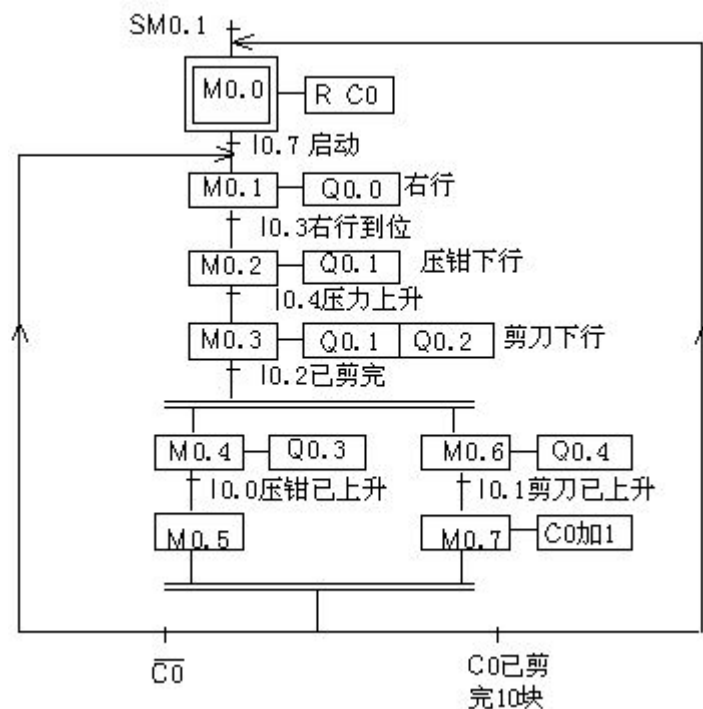 SM0.1
M0.0 R C0
I0.7 启动
M0.1 Q0.0 右行
I0.3右行到位
M0.2 Q0.1 压钳下行
I0.4压力上升
M0.3 Q0.1 Q0.2 剪刀下行
I0.2已剪完
M0.4 Q0.3 M0.6 Q0.4
I0.0压钳已上升 I0.1剪刀已上升
M0.5 M0.7 C0加1
C̅0̅ C0已剪
完10块